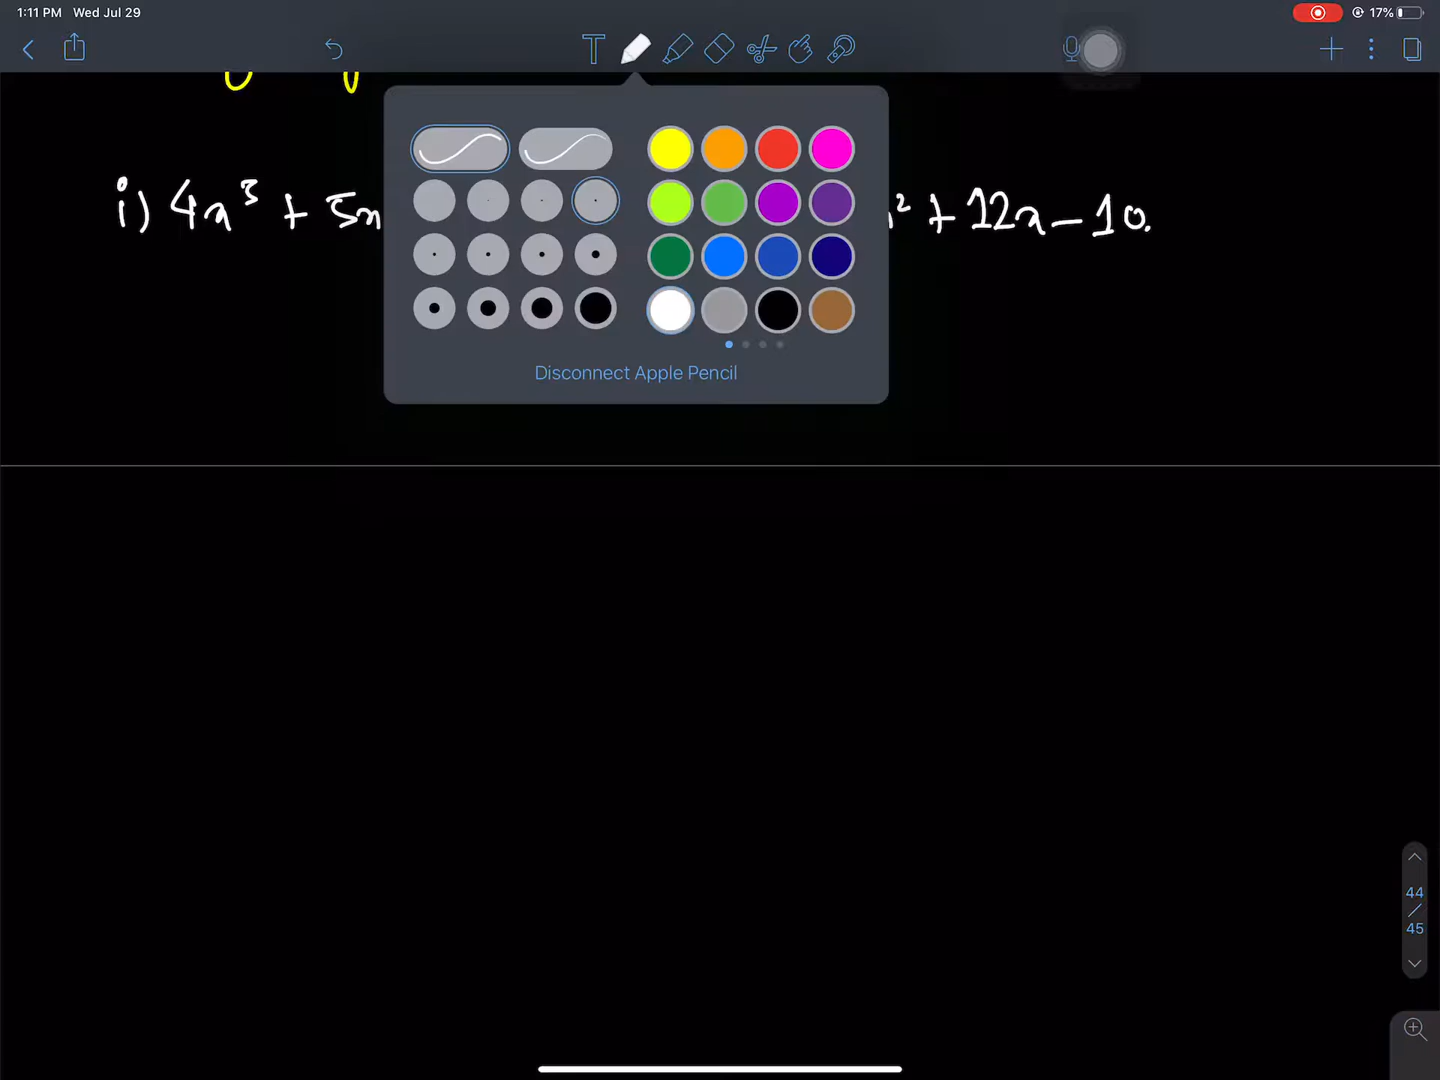 1:11 PM Wed Jul 29
17%
T
i) 4x³ + 5x
² + 12x - 10.
Disconnect Apple Pencil
44
/
45